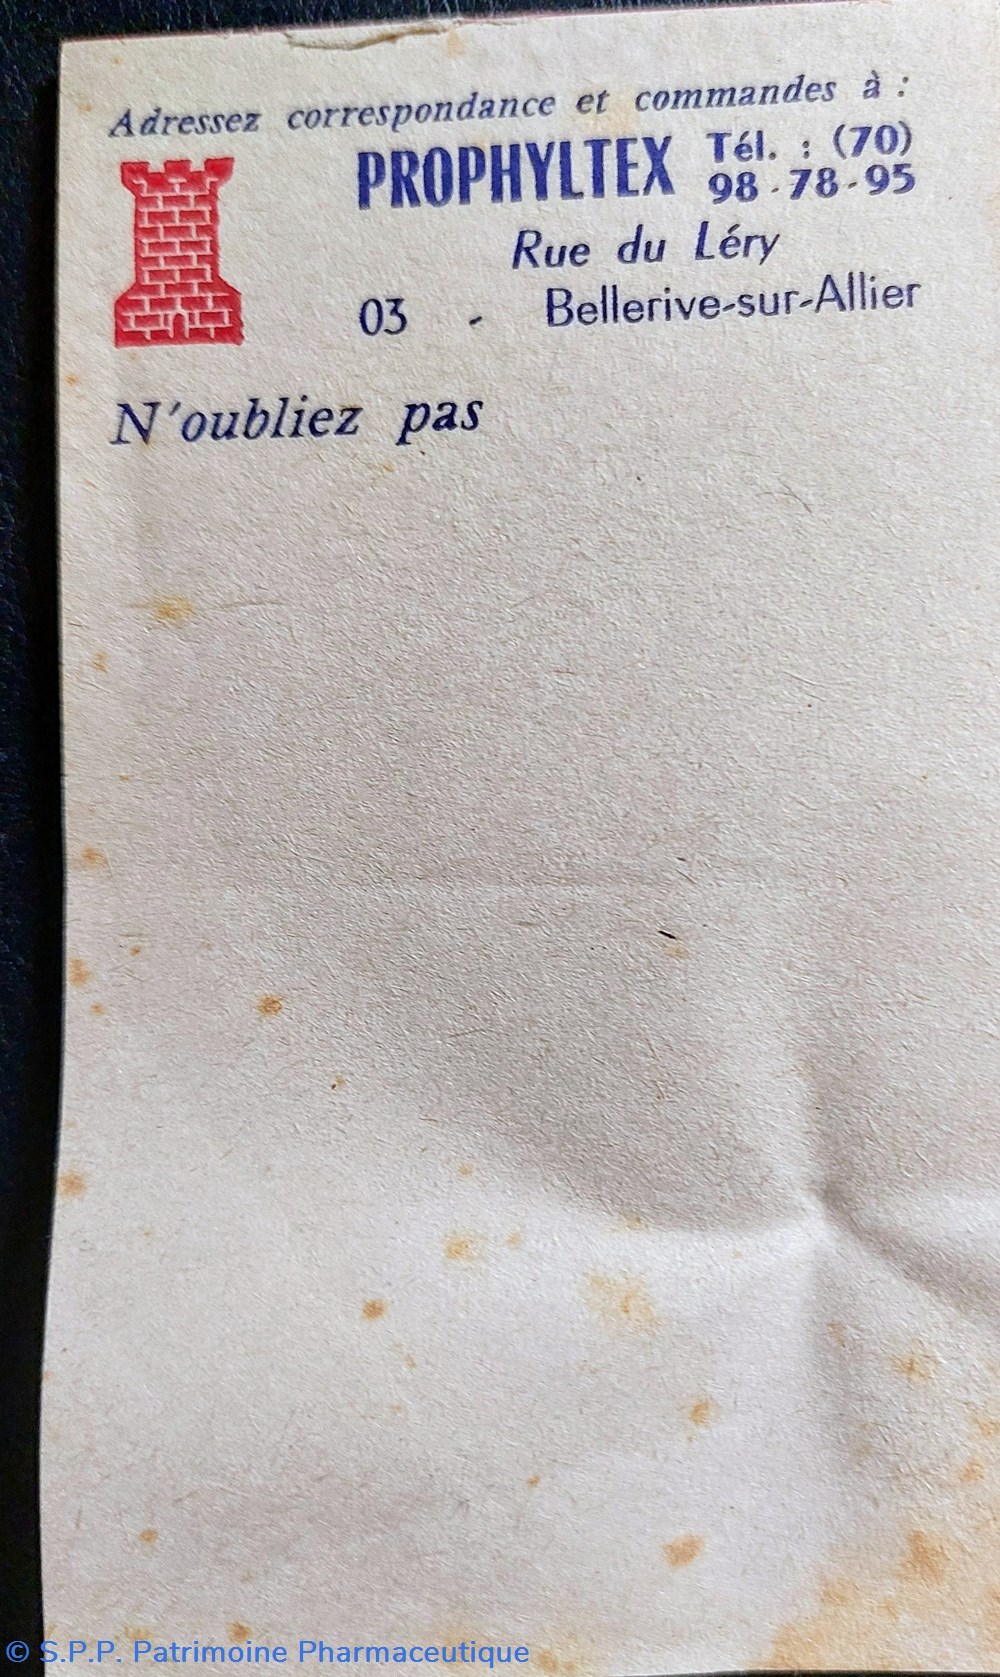 Adressez correspondance et commandes à :
PROPHYLTEX Tél. : (70)
98-78-95
Rue du Léry
03 - Bellerive-sur-Allier
N'oubliez pas
© S.P.P. Patrimoine Pharmaceutique